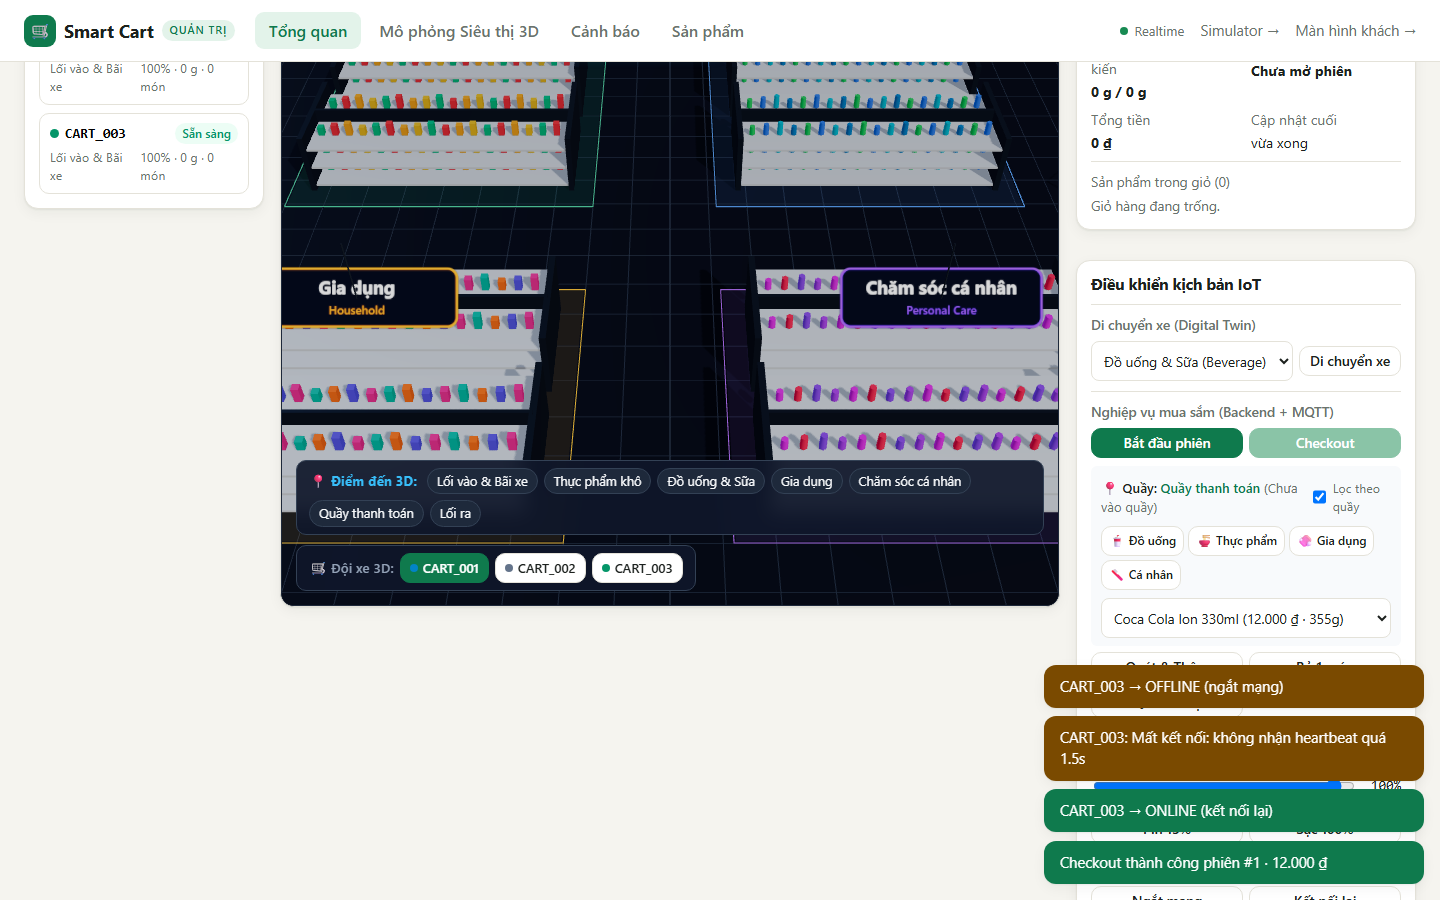 Smart Cart QUẢN TRỊ Tổng quan Mô phỏng Siêu thị 3D Cảnh báo Sản phẩm Realtime Simulator → Màn hình khách →
Lối vào & Bãi xe
100% · 0 g · 0 món
CART_003 Sẵn sàng
Lối vào & Bãi xe
100% · 0 g · 0 món
Gia dụng
Household
Chăm sóc cá nhân
Personal Care
📍 Điểm đến 3D: Lối vào & Bãi xe Thực phẩm khô Đồ uống & Sữa Gia dụng Chăm sóc cá nhân
Quầy thanh toán Lối ra
🛒 Đội xe 3D: CART_001 CART_002 CART_003
kiến
0 g / 0 g
Chưa mở phiên
Tổng tiền
0 ₫
Cập nhật cuối
vừa xong
Sản phẩm trong giỏ (0)
Giỏ hàng đang trống.
Điều khiển kịch bản IoT
Di chuyển xe (Digital Twin)
Đồ uống & Sữa (Beverage) Di chuyển xe
Nghiệp vụ mua sắm (Backend + MQTT)
Bắt đầu phiên Checkout
📍 Quầy: Quầy thanh toán (Chưa vào quầy)
Lọc theo quầy
Đồ uống Thực phẩm Gia dụng
Cá nhân
Coca Cola lon 330ml (12.000 ₫ · 355g)
CART_003 → OFFLINE (ngắt mạng)
CART_003: Mất kết nối: không nhận heartbeat quá
1.5s
100%
CART_003 → ONLINE (kết nối lại)
Checkout thành công phiên #1 · 12.000 ₫
Ngắt mạng Kết nối lại